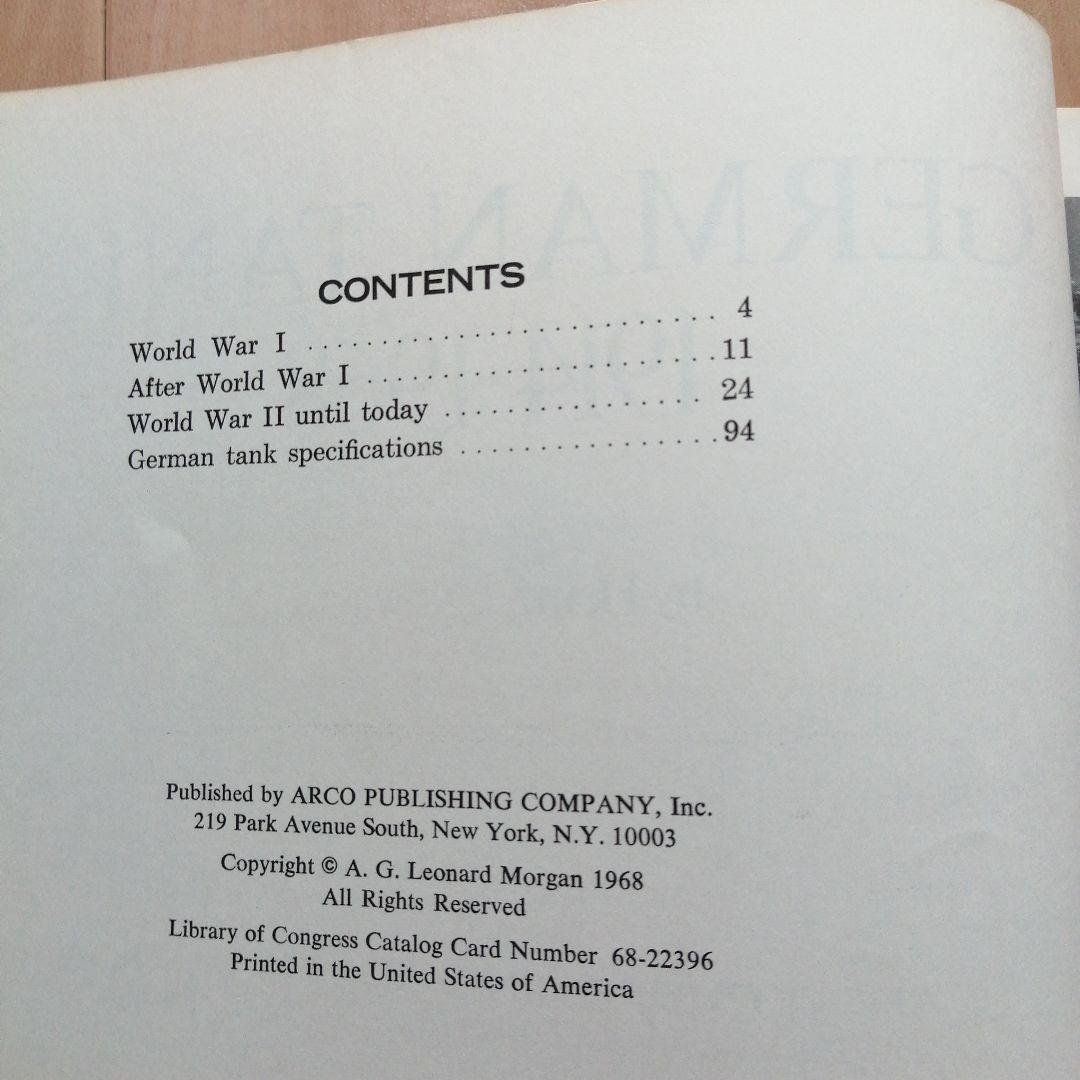 CONTENTS
World War I . . . . . . . . . . . . . . . . . . . . . . . . . . . 4
After World War I . . . . . . . . . . . . . . . . . . . . . . . 11
World War II until today . . . . . . . . . . . . . . . . . 24
German tank specifications . . . . . . . . . . . . . . . . 94
Published by ARCO PUBLISHING COMPANY, Inc.
219 Park Avenue South, New York, N.Y. 10003
Copyright © A. G. Leonard Morgan 1968
All Rights Reserved
Library of Congress Catalog Card Number 68-22396
Printed in the United States of America